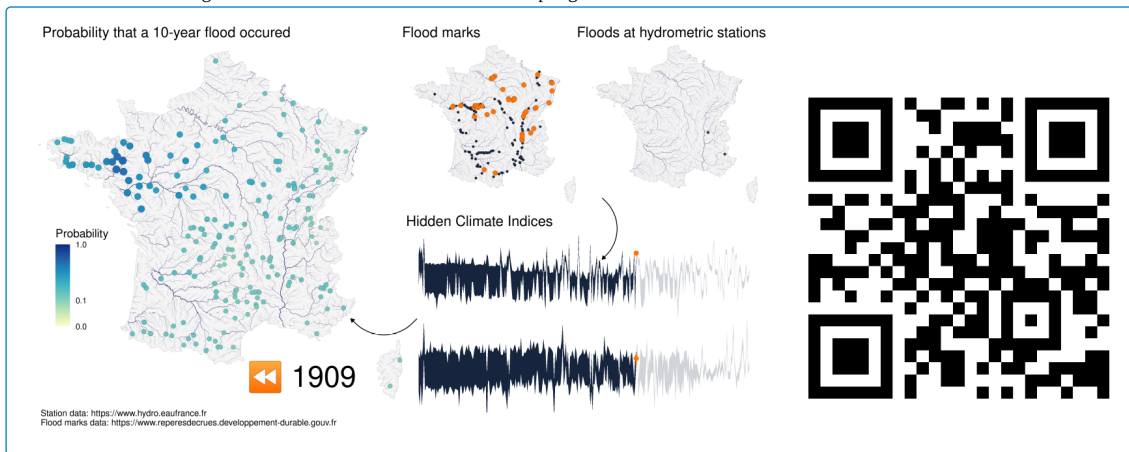 Probability that a 10-year flood occured
Flood marks
Floods at hydrometric stations
Hidden Climate Indices
Probability
1.0
0.1
0.0
1909
Station data: https://www.hydro.eaufrance.fr
Flood marks data: https://www.reperesdecrues.developpement-durable.gouv.fr